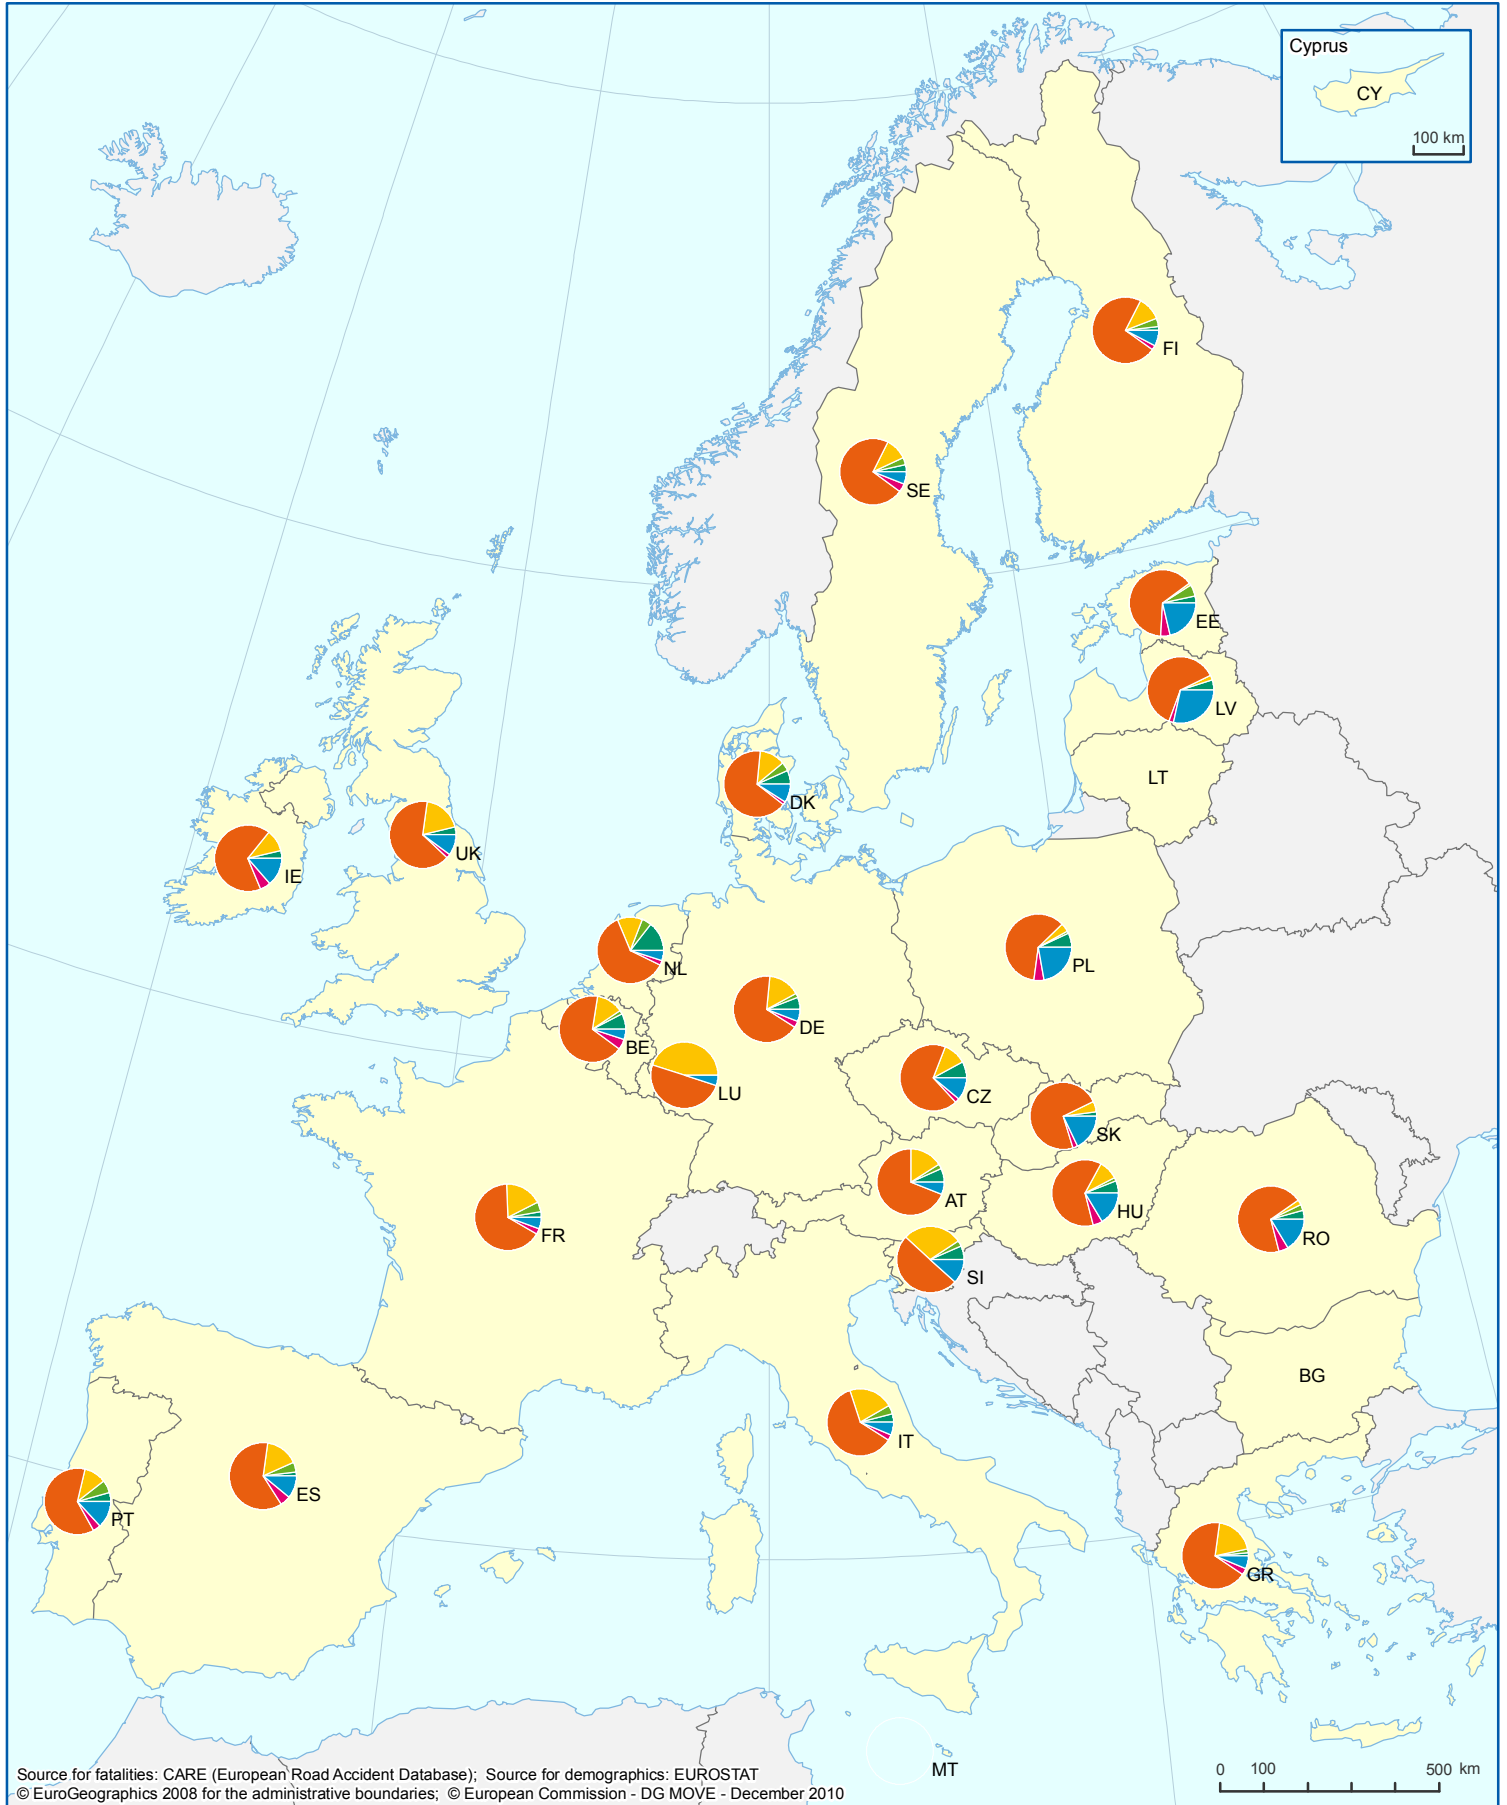 Cyprus
CY
100 km
FI
SE
EE
LV
LT
DK
UK
IE
NL
PL
DE
BE
LU
CZ
SK
AT
HU
FR
RO
SI
BG
IT
ES
PT
GR
MT
Source for fatalities: CARE (European Road Accident Database); Source for demographics: EUROSTAT
© EuroGeographics 2008 for the administrative boundaries; © European Commission - DG MOVE - December 2010
0 100 500 km